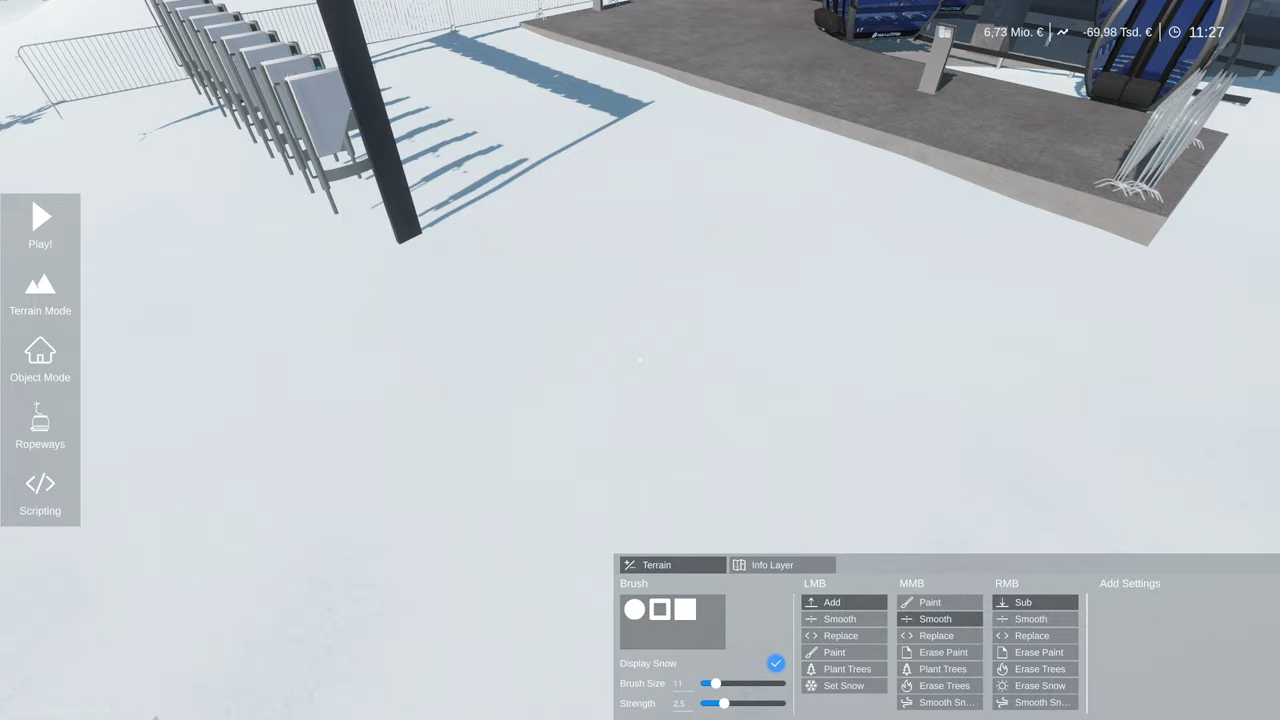 6,73 Mio. €
-69,98 Tsd. €
11:27
Play!
Terrain Mode
Object Mode
Ropeways
Scripting
Terrain
Info Layer
Brush
LMB
MMB
RMB
Add Settings
Add
Paint
Sub
Smooth
Smooth
Smooth
Replace
Replace
Replace
Display Snow
Paint
Erase Paint
Erase Paint
Brush Size 11
Plant Trees
Plant Trees
Erase Trees
Set Snow
Erase Trees
Erase Snow
Strength 2.5
Smooth Sn...
Smooth Sn...